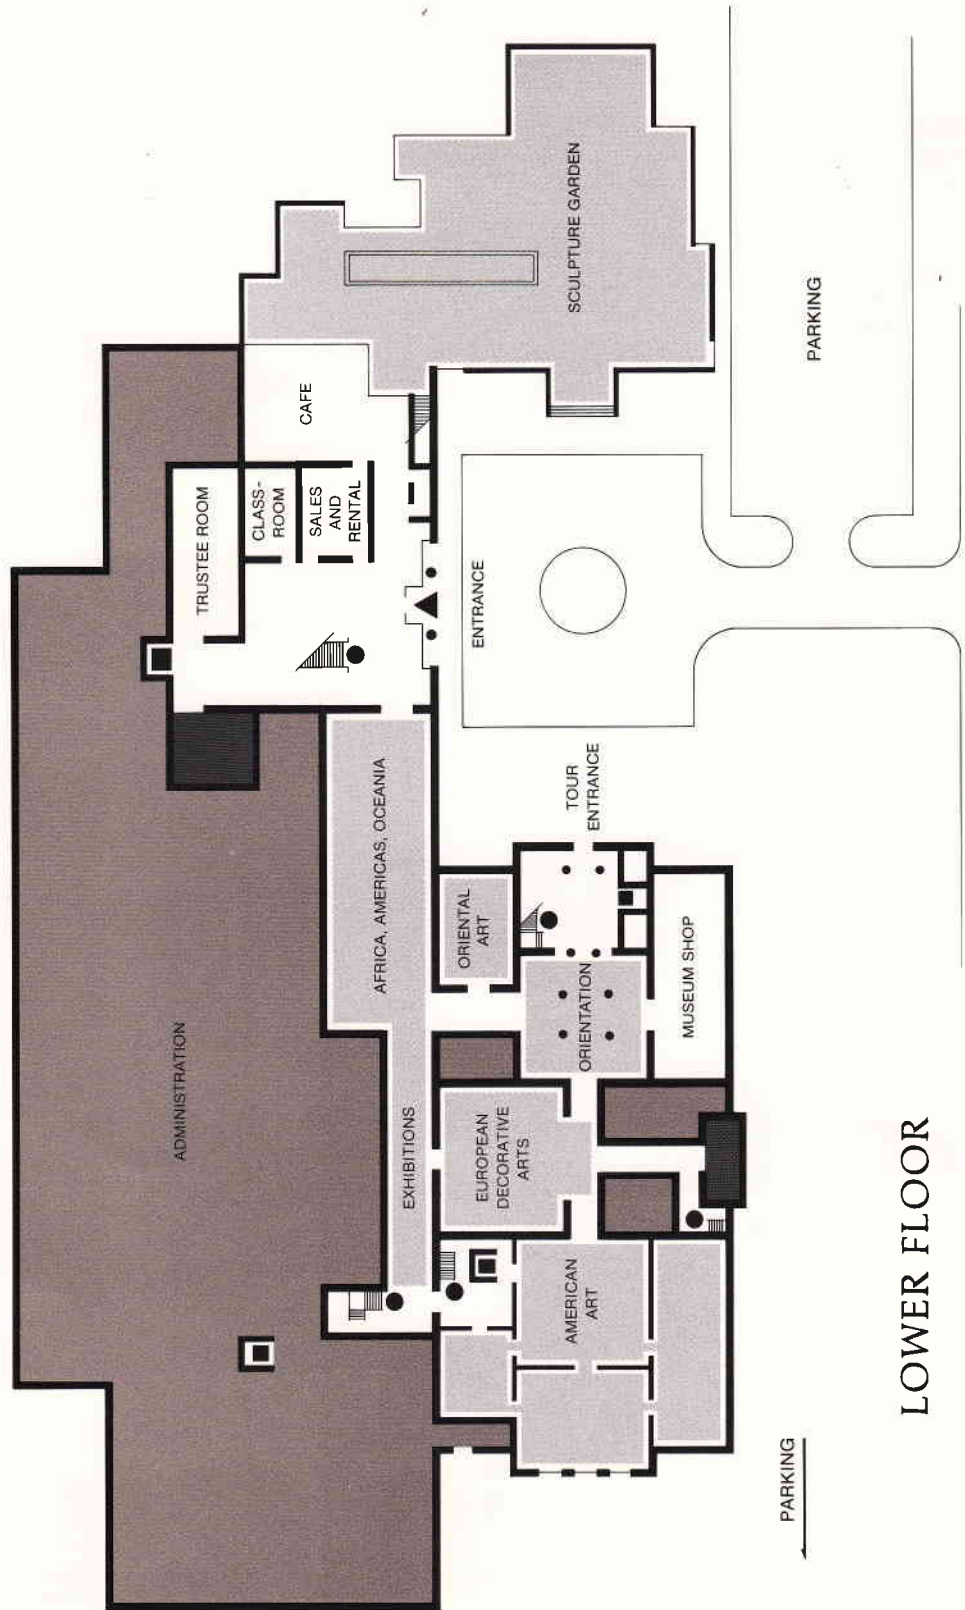 ADMINISTRATION
TRUSTEE ROOM
CLASS-
ROOM
SALES
AND
RENTAL
CAFE
SCULPTURE GARDEN
AFRICA, AMERICAS, OCEANIA
EXHIBITIONS
ENTRANCE
TOUR
ENTRANCE
ORIENTAL
ART
ORIENTATION
MUSEUM SHOP
EUROPEAN
DECORATIVE
ARTS
AMERICAN
ART
PARKING
PARKING
LOWER FLOOR